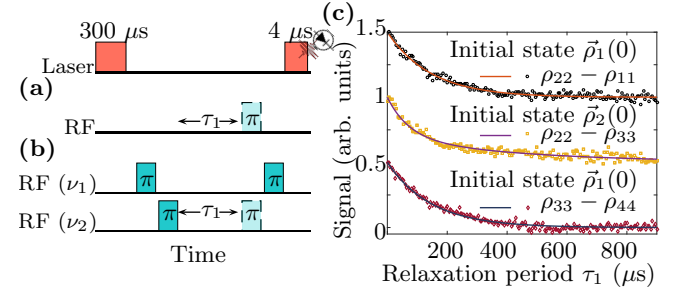 300 μs
4 μs
Laser
(a)
RF
τ₁
π
(b)
RF (ν₁)
π
π
RF (ν₂)
π
τ₁
π
Time
(c)
Signal (arb. units)
1.5
1
0.5
0
Initial state ρ⃗₁(0)
ρ₂₂ − ρ₁₁
Initial state ρ⃗₂(0)
ρ₂₂ − ρ₃₃
Initial state ρ⃗₁(0)
ρ₃₃ − ρ₄₄
200 400 600 800
Relaxation period τ₁ (μs)